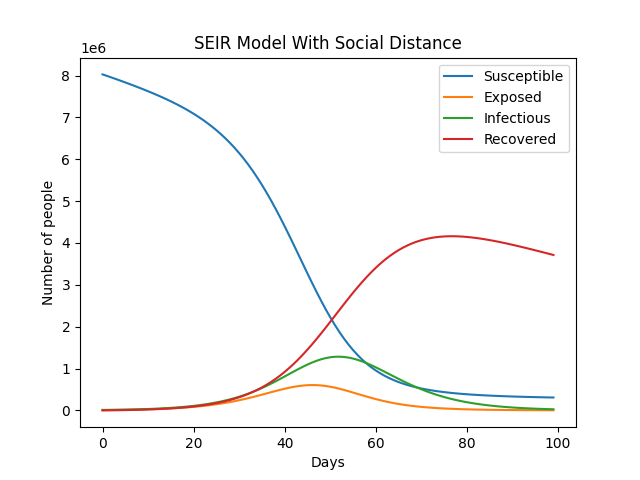 SEIR Model With Social Distance
1e6
Susceptible
Exposed
Infectious
Recovered
8
7
6
5
4
3
2
1
0
Number of people
0 20 40 60 80 100
Days